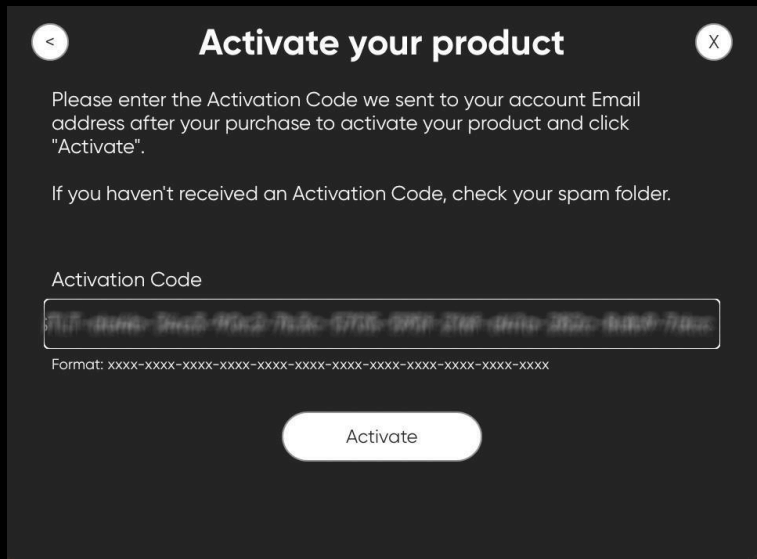 <
Activate your product
X
Please enter the Activation Code we sent to your account Email
address after your purchase to activate your product and click
"Activate".
If you haven't received an Activation Code, check your spam folder.
Activation Code
Format: xxxx-xxxx-xxxx-xxxx-xxxx-xxxx-xxxx-xxxx-xxxx-xxxx-xxxx-xxxx
Activate